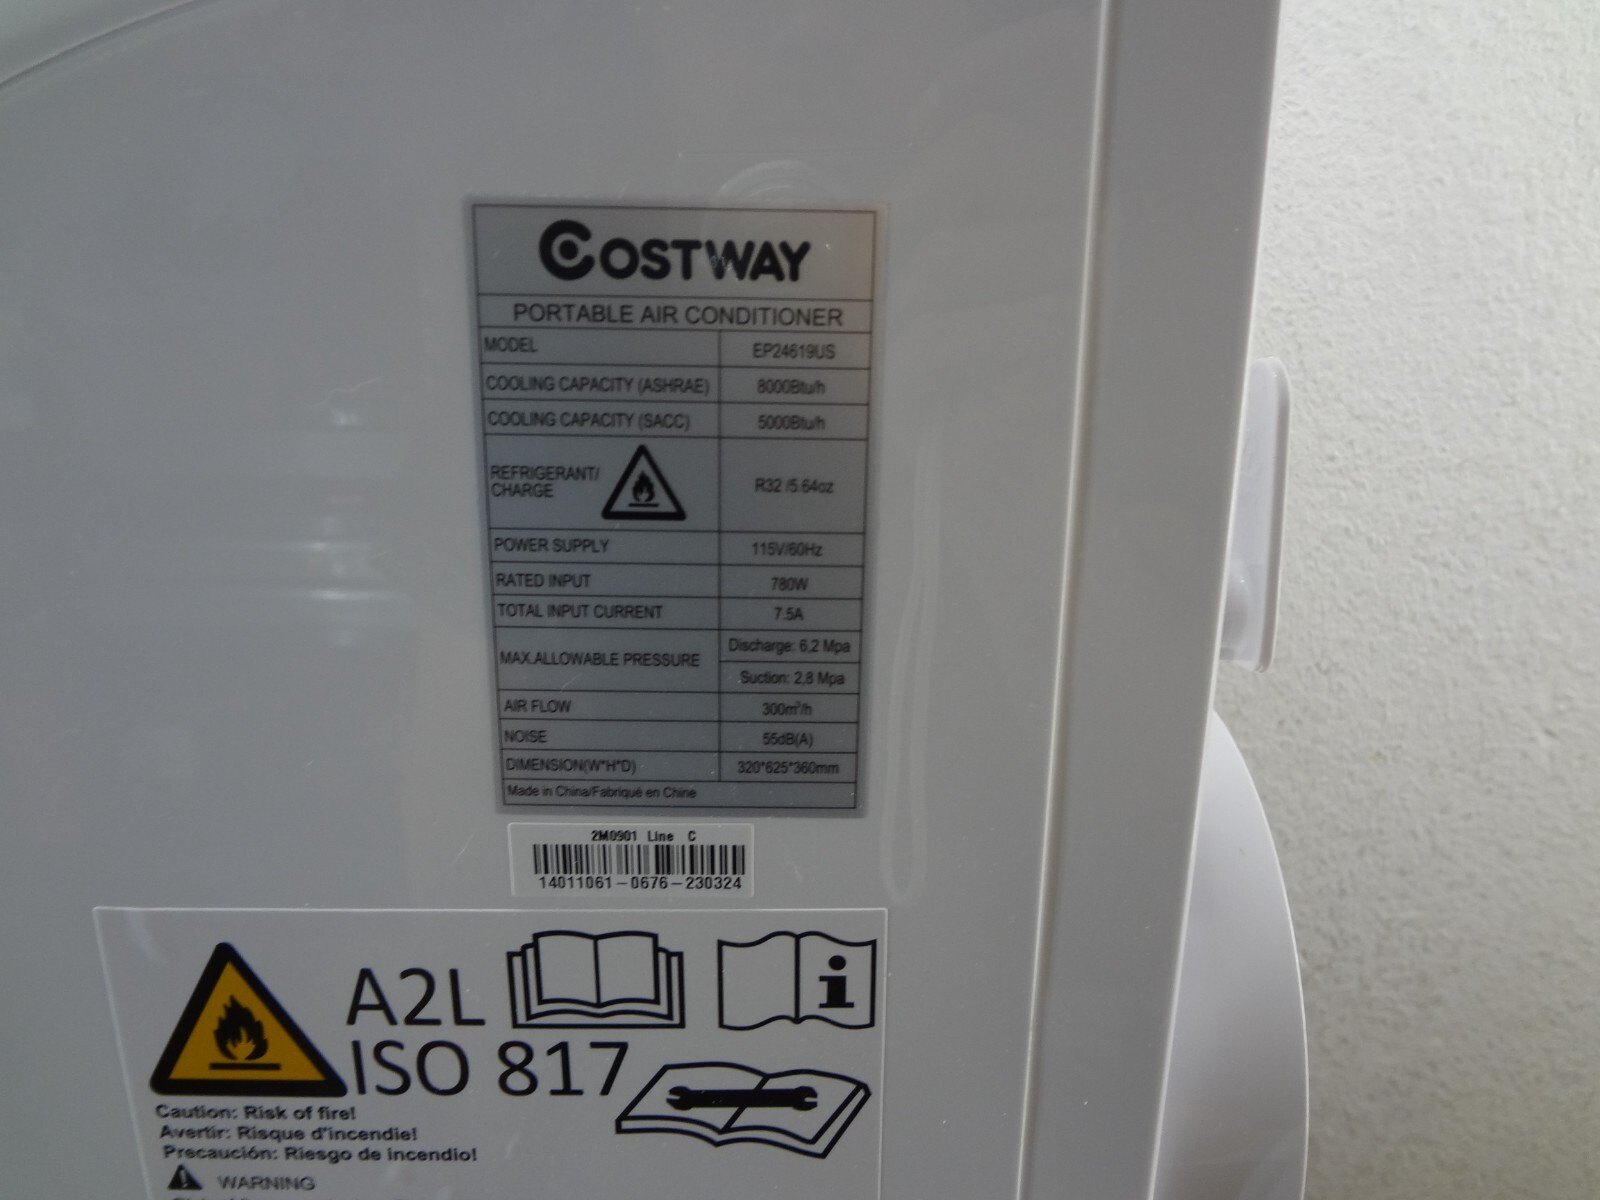 COSTWAY
PORTABLE AIR CONDITIONER
MODEL EP24619US
COOLING CAPACITY (ASHRAE) 8000Btu/h
COOLING CAPACITY (SACC) 5000Btu/h
REFRIGERANT/
CHARGE R32 /5.64oz
POWER SUPPLY 115V/60Hz
RATED INPUT 780W
TOTAL INPUT CURRENT 7.5A
MAX.ALLOWABLE PRESSURE Discharge: 6,2 Mpa
Suction: 2,8 Mpa
AIR FLOW 300m³/h
NOISE 55dB(A)
DIMENSION(W*H*D) 320*625*360mm
Made in China/Fabriqué en Chine
2M0901 Line C
14011061-0676-230324
A2L
ISO 817
Caution: Risk of fire!
Avertir: Risque d'incendie!
Precaución: Riesgo de incendio!
WARNING